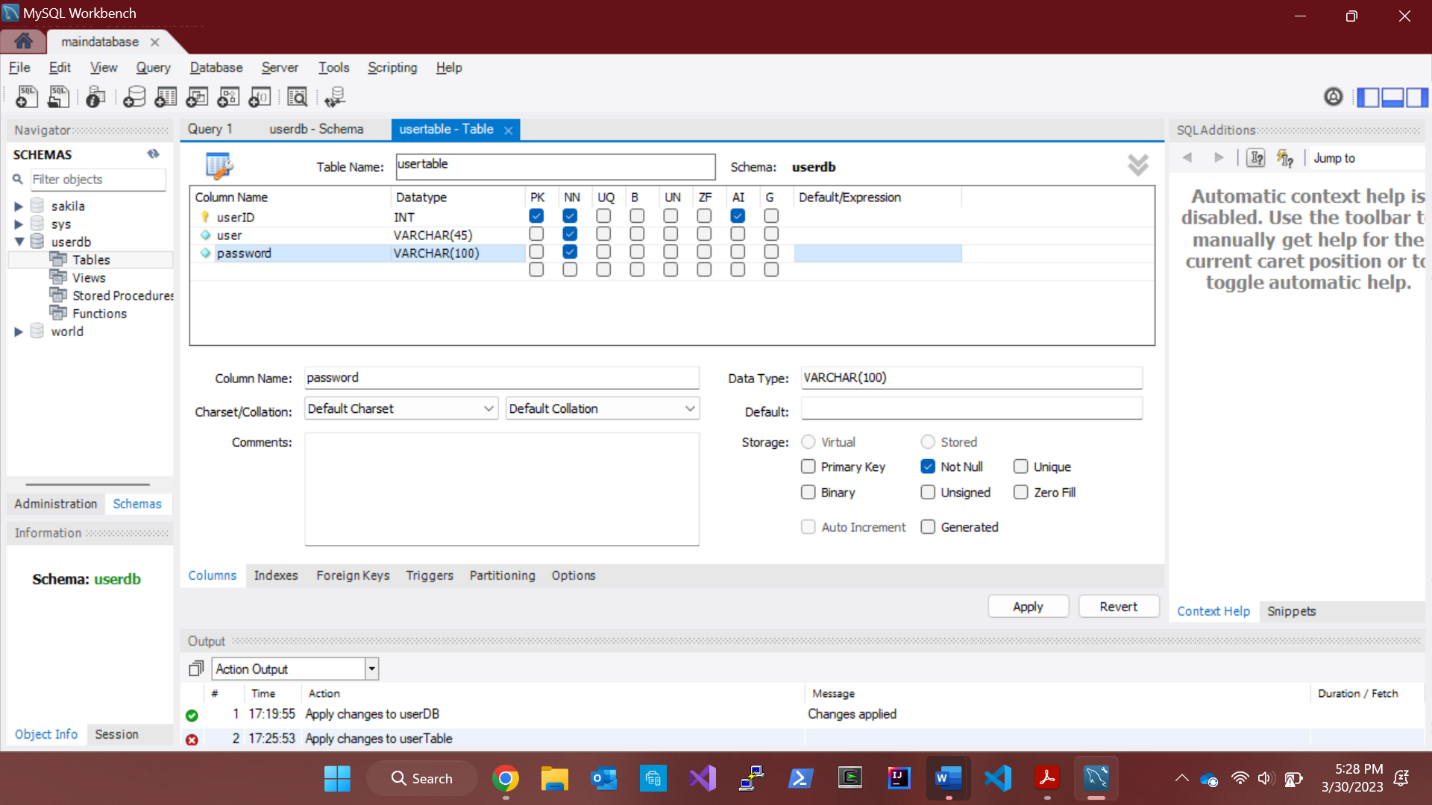 MySQL Workbench
maindatabase
File Edit View Query Database Server Tools Scripting Help
Navigator
SCHEMAS
Filter objects
sakila
sys
userdb
Tables
Views
Stored Procedures
Functions
world
Administration Schemas
Information
Schema: userdb
Object Info Session
Query 1 userdb - Schema usertable - Table
Table Name: usertable Schema: userdb
Column Name Datatype PK NN UQ B UN ZF AI G Default/Expression
userID INT
user VARCHAR(45)
password VARCHAR(100)
Column Name: password Data Type: VARCHAR(100)
Charset/Collation: Default Charset Default Collation Default:
Comments: Storage: Virtual Stored
Primary Key Not Null Unique
Binary Unsigned Zero Fill
Auto Increment Generated
Columns Indexes Foreign Keys Triggers Partitioning Options
Apply Revert
SQLAdditions
Jump to
Automatic context help is
disabled. Use the toolbar t
manually get help for the
current caret position or to
toggle automatic help.
Context Help Snippets
Output
Action Output
# Time Action Message Duration / Fetch
1 17:19:55 Apply changes to userDB Changes applied
2 17:25:53 Apply changes to userTable
Search
5:28 PM
3/30/2023